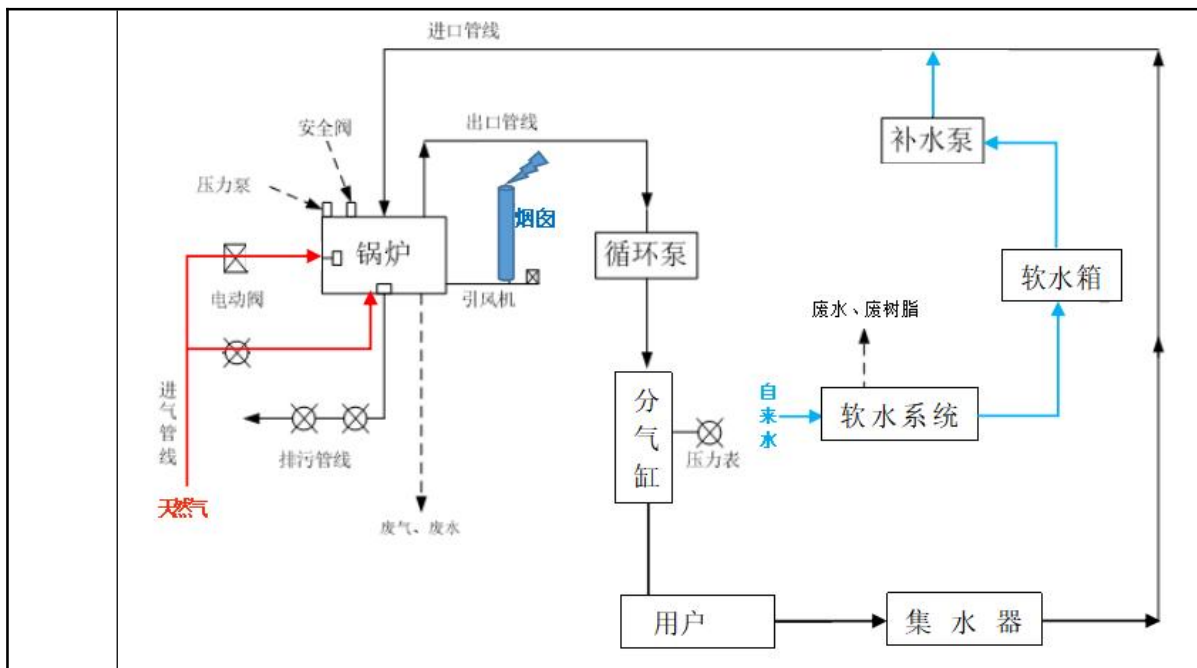 进口管线
出口管线
安全阀
压力泵
烟囱
补水泵
锅炉
循环泵
软水箱
电动阀
引风机
废水、废树脂
进气管线
分气缸
自来水
软水系统
压力表
排污管线
天然气
废气、废水
用户
集水器